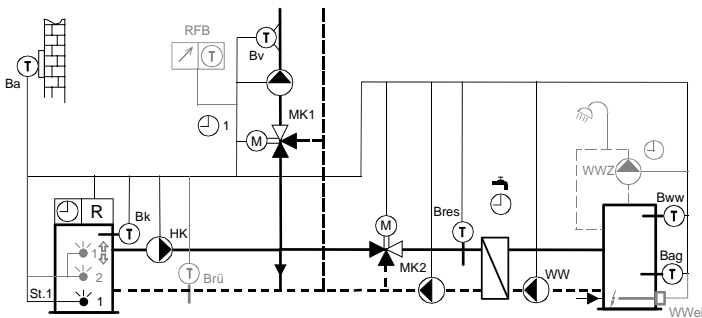 RFB
T
T
Bv
T
Ba
1
MK1
M
WWZ
R
Bk
T
HK
M
Bres
T
Bww
T
1
2
St.1
1
T
Brü
MK2
WW
Bag
T
WWel